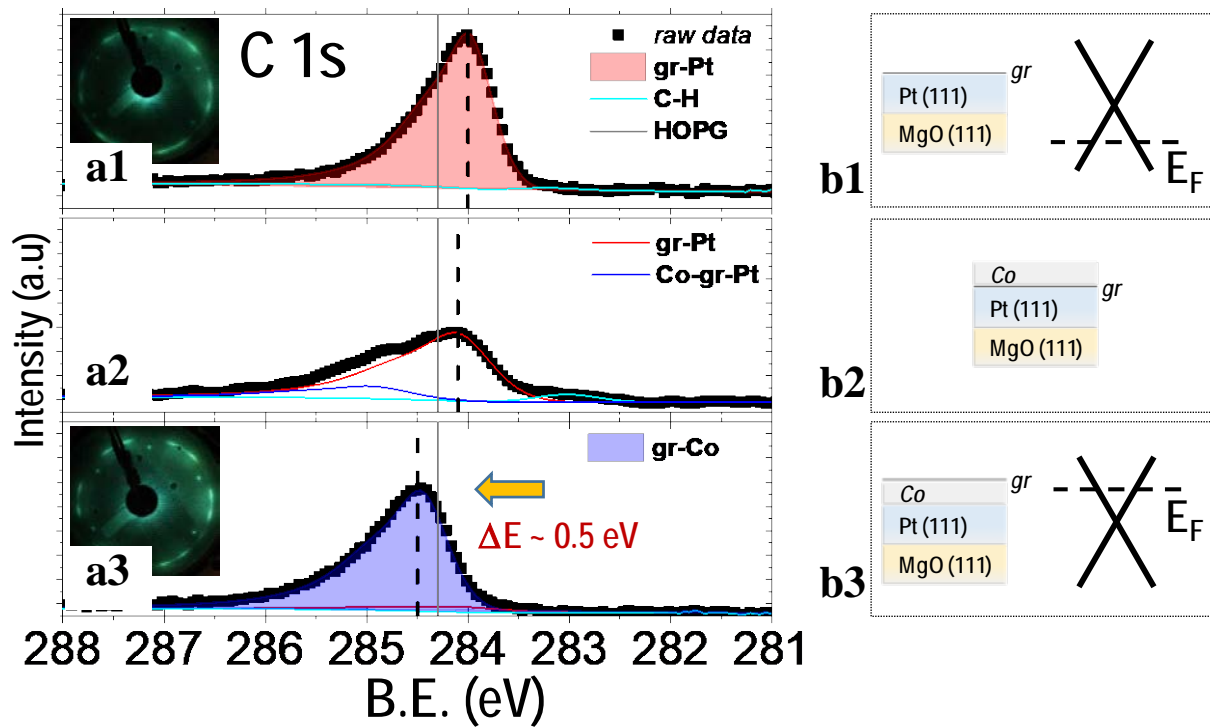 C 1s
raw data
gr-Pt
C-H
HOPG
a1
gr-Pt
Co-gr-Pt
a2
gr-Co
ΔE ~ 0.5 eV
a3
Intensity (a.u)
288 287 286 285 284 283 282 281
B.E. (eV)
gr
Pt (111)
MgO (111)
E_F
b1
Co
gr
Pt (111)
MgO (111)
b2
gr
Co
Pt (111)
MgO (111)
E_F
b3